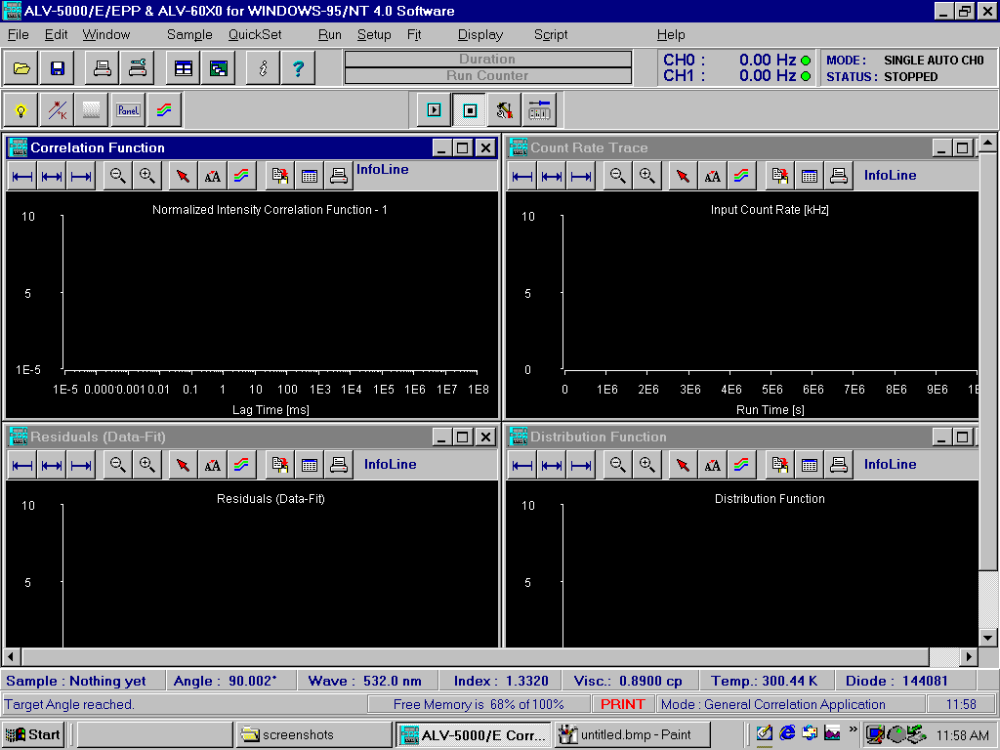 ALV-5000/E/EPP & ALV-60X0 for WINDOWS-95/NT 4.0 Software
File Edit Window Sample QuickSet Run Setup Fit Display Script Help
Duration
Run Counter
CH0 : 0.00 Hz
CH1 : 0.00 Hz
MODE : SINGLE AUTO CH0
STATUS : STOPPED
Panel
Correlation Function
InfoLine
Normalized Intensity Correlation Function - 1
10
5
1E-5
1E-5 0.000 0.001 0.01 0.1 1 10 100 1E3 1E4 1E5 1E6 1E7 1E8
Lag Time [ms]
Count Rate Trace
InfoLine
Input Count Rate [kHz]
10
5
0
0 1E6 2E6 3E6 4E6 5E6 6E6 7E6 8E6 9E6 1E
Run Time [s]
Residuals (Data-Fit)
InfoLine
Residuals (Data-Fit)
10
5
Distribution Function
InfoLine
Distribution Function
10
5
Sample : Nothing yet Angle : 90.002° Wave : 532.0 nm Index : 1.3320 Visc.: 0.8900 cp Temp.: 300.44 K Diode : 144081
Target Angle reached. Free Memory is 68% of 100% PRINT Mode : General Correlation Application 11:58
Start screenshots ALV-5000/E Corr... untitled.bmp - Paint » 11:58 AM